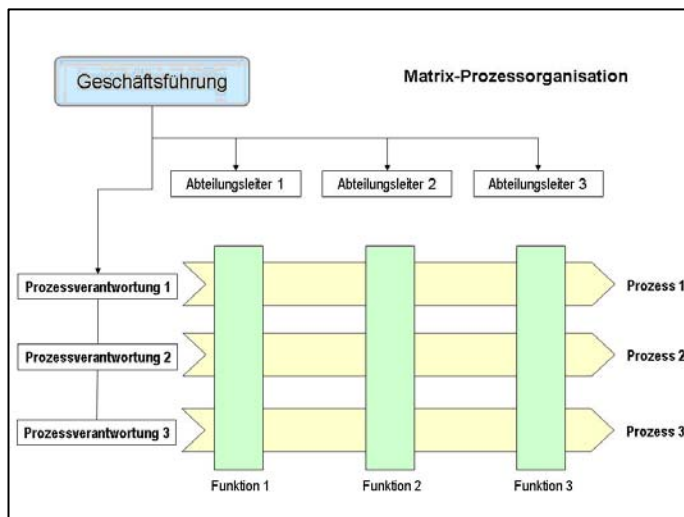 Geschäftsführung
Matrix-Prozessorganisation
Abteilungsleiter 1
Abteilungsleiter 2
Abteilungsleiter 3
Prozessverantwortung 1
Prozess 1
Prozessverantwortung 2
Prozess 2
Prozessverantwortung 3
Prozess 3
Funktion 1
Funktion 2
Funktion 3